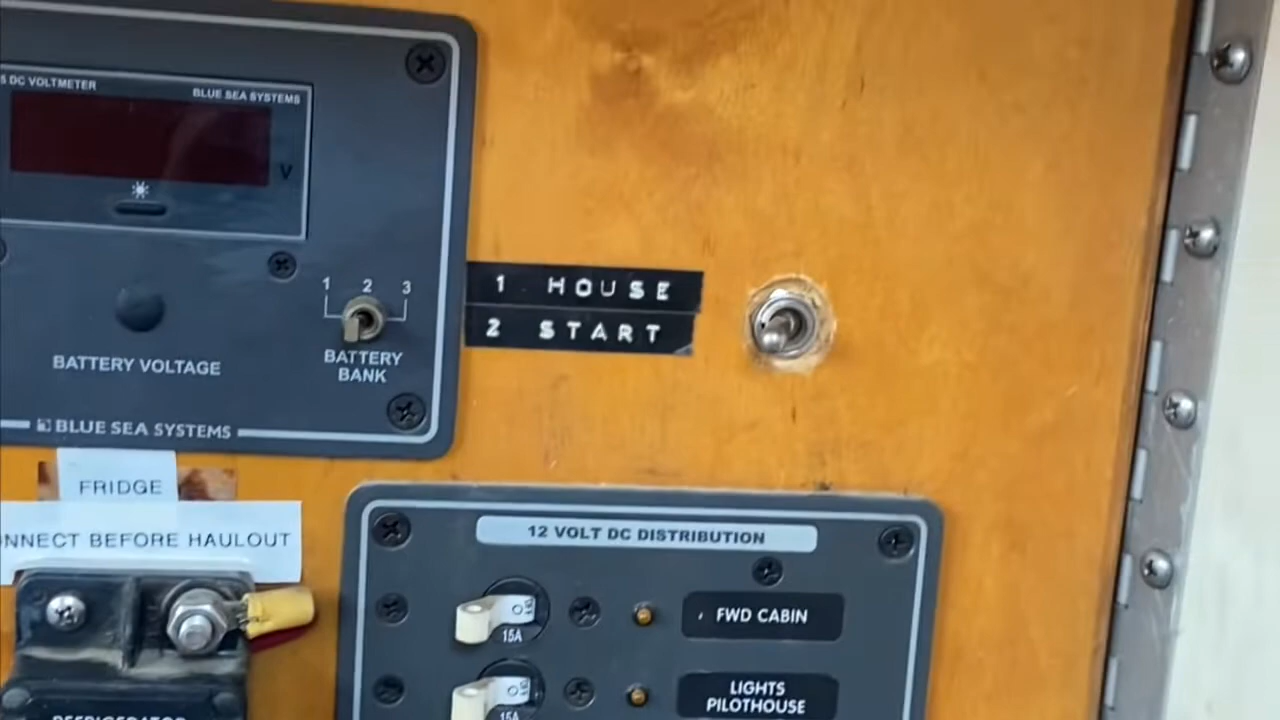 DC VOLTMETER
BLUE SEA SYSTEMS
V
1 2 3
BATTERY VOLTAGE
BATTERY
BANK
BLUE SEA SYSTEMS
1 HOUSE
2 START
FRIDGE
BEFORE HAULOUT
12 VOLT DC DISTRIBUTION
15A
FWD CABIN
15A
LIGHTS
PILOTHOUSE
REFRIGERATOR